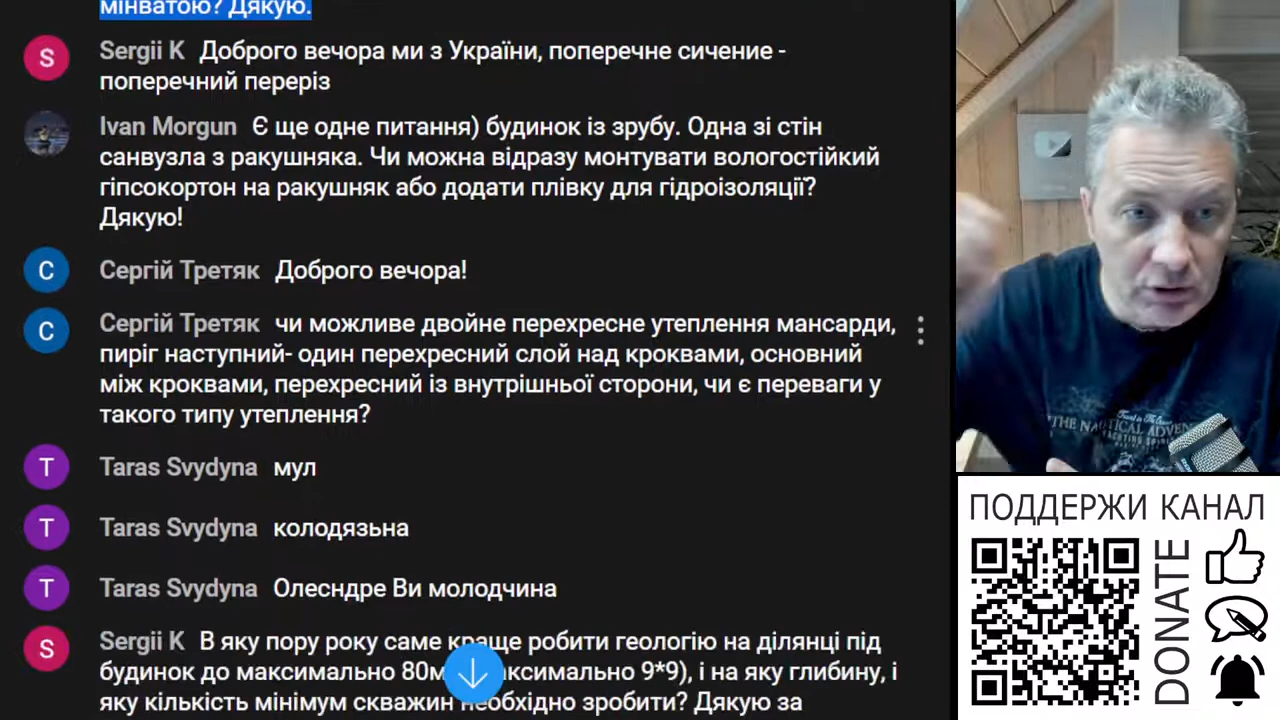 мінватою? Дякую.
S Sergii K Доброго вечора ми з України, поперечне сичение -
поперечний переріз
Ivan Morgun Є ще одне питання) будинок із зрубу. Одна зі стін
санвузла з ракушняка. Чи можна відразу монтувати вологостійкий
гіпсокортон на ракушняк або додати плівку для гідроізоляції?
Дякую!
С Сергій Третяк Доброго вечора!
С Сергій Третяк чи можливе двойне перехресне утеплення мансарди,
пиріг наступний- один перехресний слой над кроквами, основний
між кроквами, перехресний із внутрішньої сторони, чи є переваги у
такого типу утеплення?
T Taras Svydyna мул
T Taras Svydyna колодязьна
T Taras Svydyna Олесндре Ви молодчина
S Sergii K В яку пору року саме краще робити геологію на ділянці під
будинок до максимально 80м 9*9), і на яку глибину, і
яку кількість мінімум скважин необхідно зробити? Дякую за
THE NAUTICAL ADVEN
ПОДДЕРЖИ КАНАЛ
DONATE